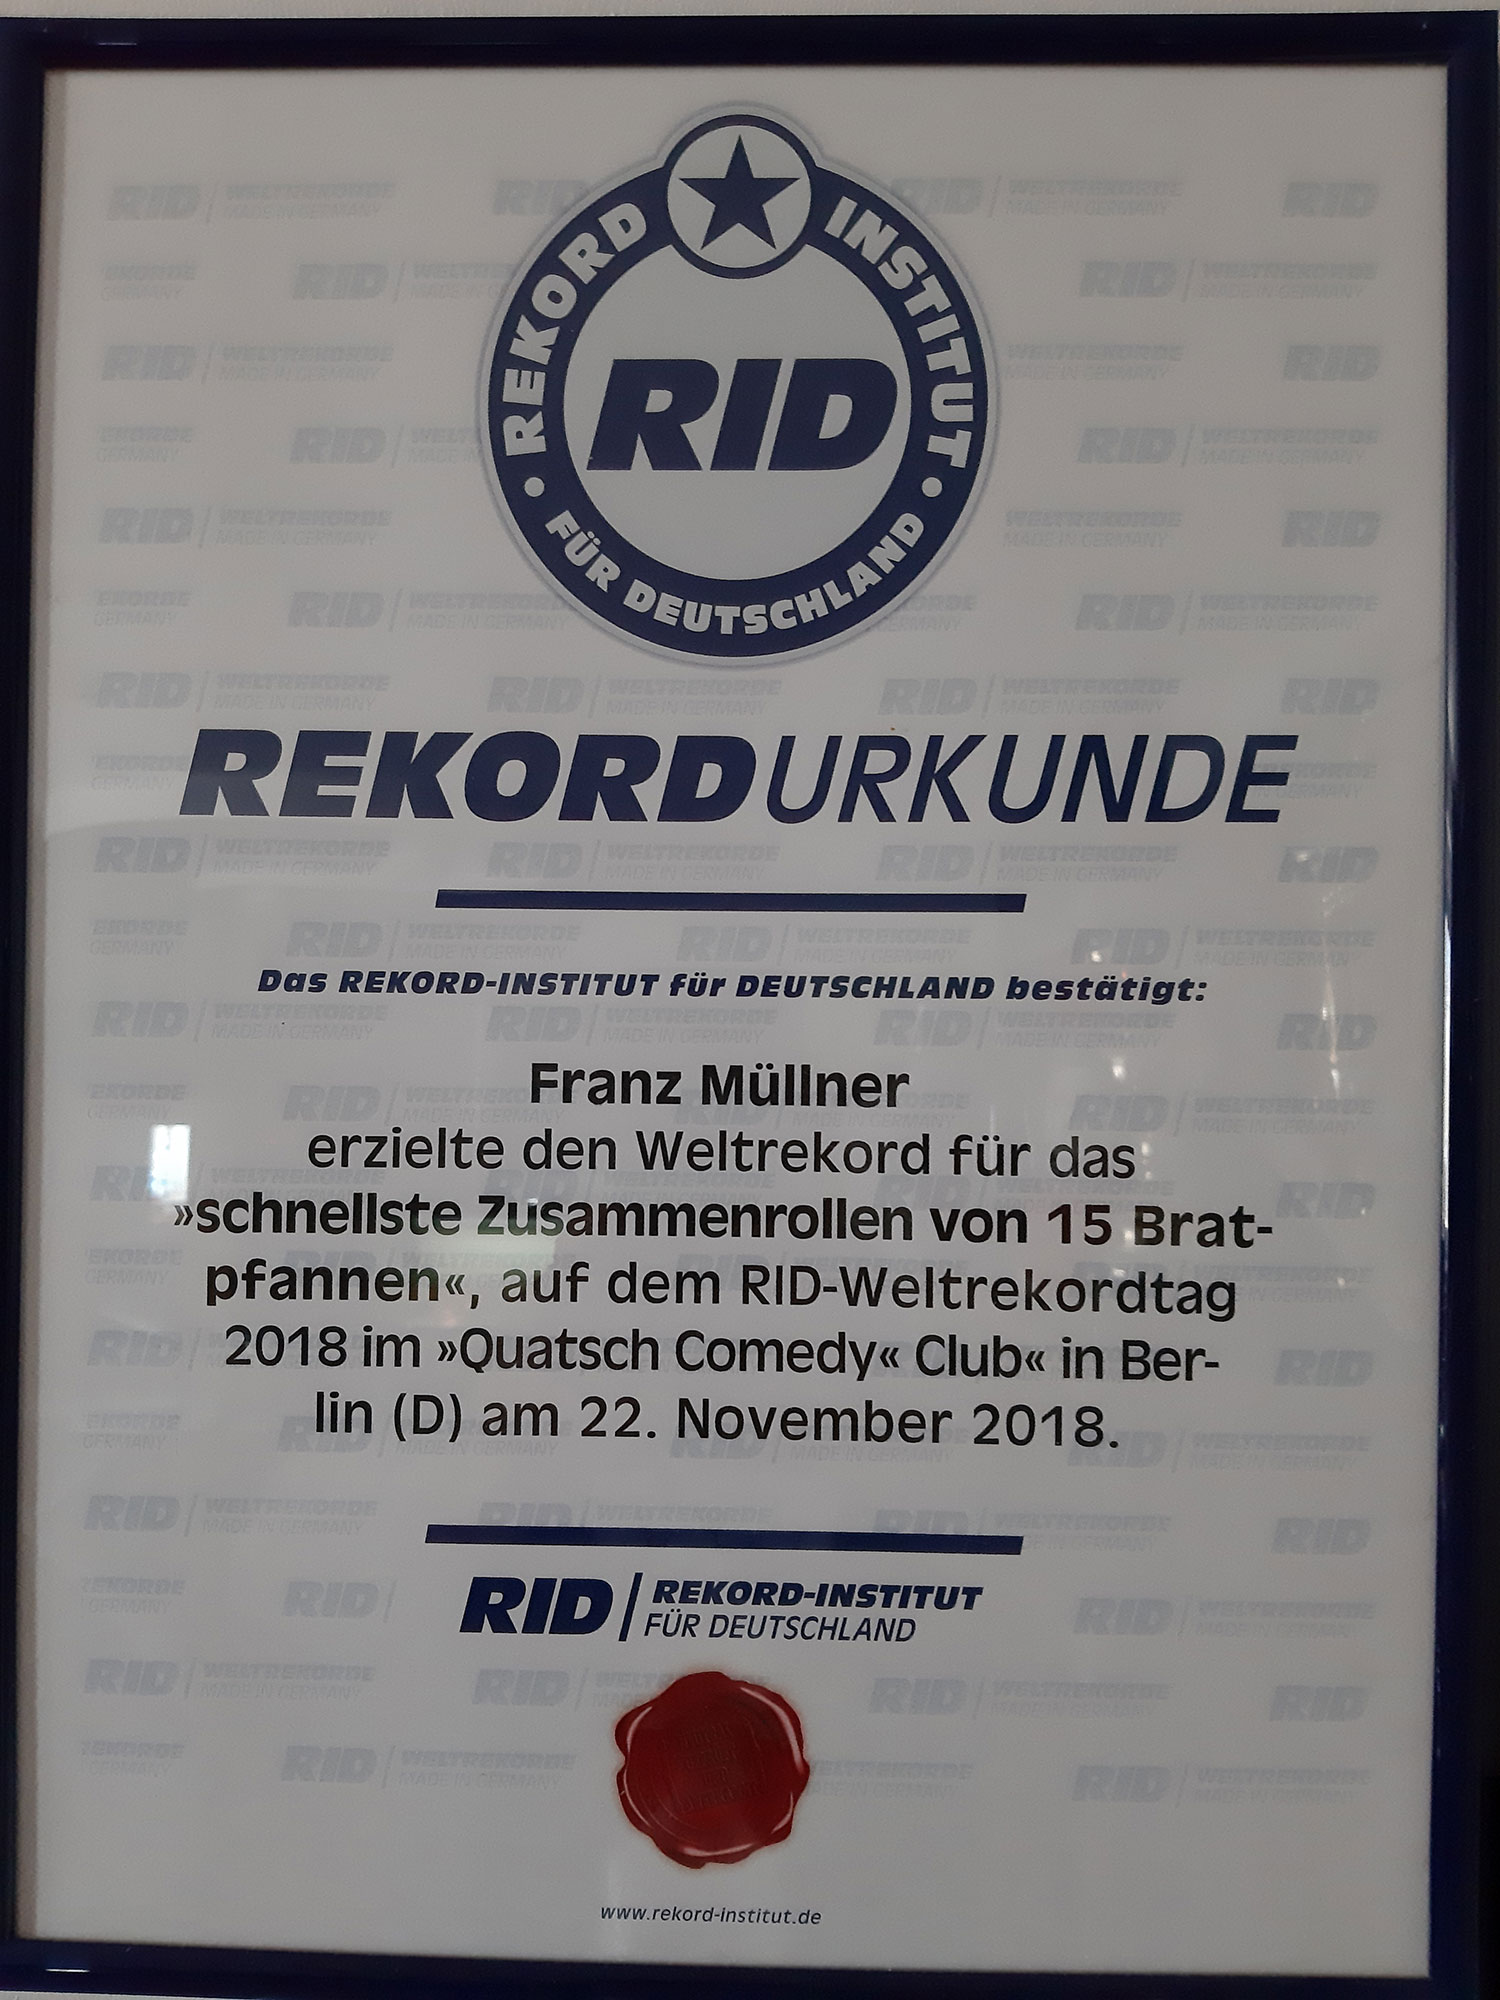 REKORD INSTITUT
RID
FÜR DEUTSCHLAND
REKORDURKUNDE
Das REKORD-INSTITUT für DEUTSCHLAND bestätigt:
Franz Müllner
erzielte den Weltrekord für das
»schnellste Zusammenrollen von 15 Brat-
pfannen«, auf dem RID-Weltrekordtag
2018 im »Quatsch Comedy« Club« in Ber-
lin (D) am 22. November 2018.
RID REKORD-INSTITUT
FÜR DEUTSCHLAND
www.rekord-institut.de